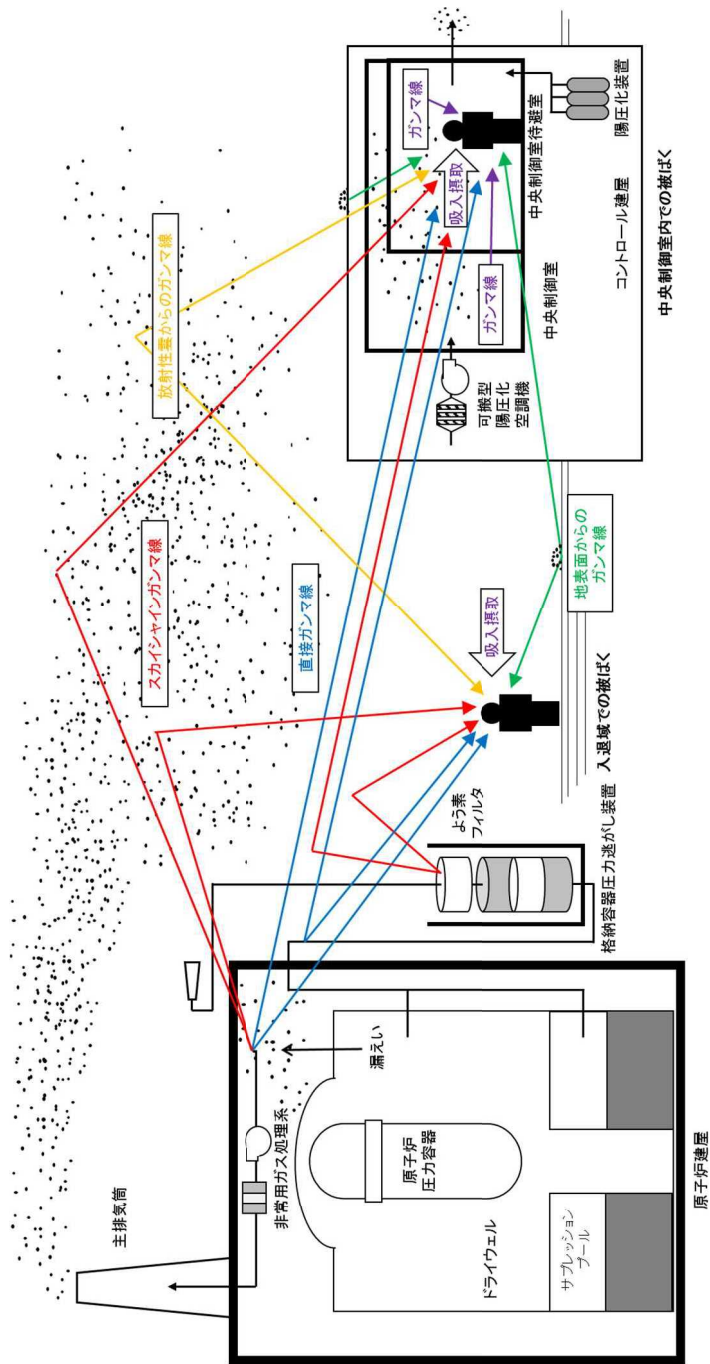 主排気筒
非常用ガス処理系
漏えい
原子炉
圧力容器
ドライウェル
サプレッション
プール
原子炉建屋
スカイシャインガンマ線
直接ガンマ線
よう素
フィルタ
格納容器圧力逃がし装置
吸入摂取
入退域での被ばく
放射性雲からのガンマ線
地表面からの
ガンマ線
可搬型
陽圧化
空調機
ガンマ線
吸入摂取
ガンマ線
中央制御室
中央制御室待避室
陽圧化装置
コントロール建屋
中央制御室内での被ばく